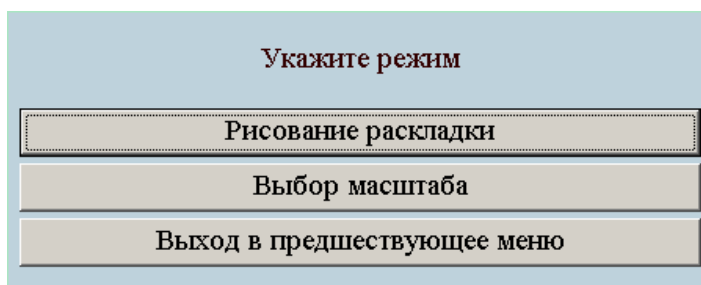 Укажите режим
Рисование раскладки
Выбор масштаба
Выход в предшествующее меню